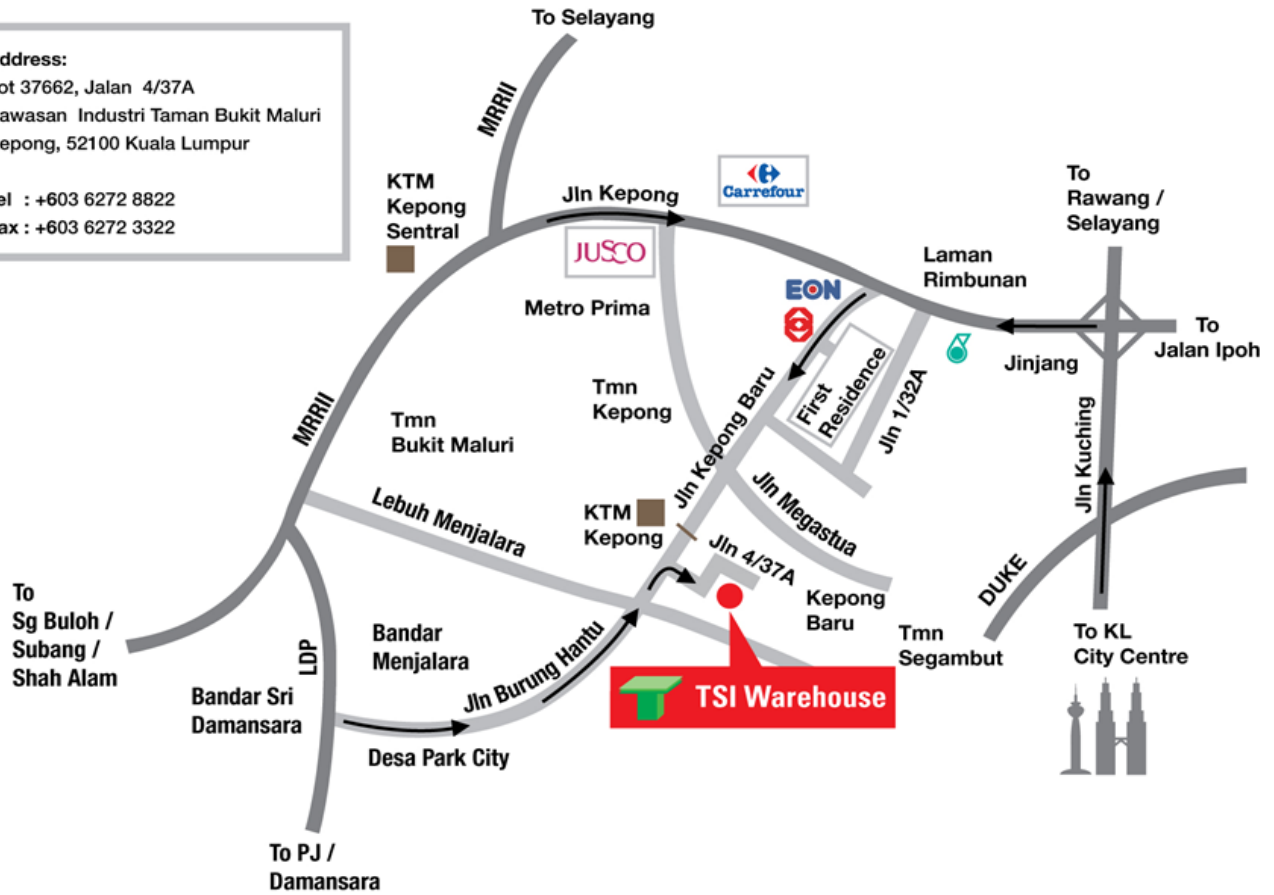 To Selayang
ddress:
ot 37662, Jalan 4/37A
awasan Industri Taman Bukit Maluri
epong, 52100 Kuala Lumpur
el : +603 6272 8822
ax : +603 6272 3322
MRRII
KTM
Kepong
Sentral
Jln Kepong
Carrefour
To
Rawang /
Selayang
JUSCO
Metro Prima
EON
Laman
Rimbunan
To
Jalan Ipoh
Jinjang
First
Residence
Jln 1/32A
Tmn
Kepong
Jln Kepong Baru
MRRII
Tmn
Bukit Maluri
Jln Kuching
Lebuh Menjalara
KTM
Kepong
Jln Megastua
Jln 4/37A
DUKE
Kepong
Baru
To
Sg Buloh /
Subang /
Shah Alam
LDP
Bandar
Menjalara
Jln Burung Hantu
Tmn
Segambut
To KL
City Centre
Bandar Sri
Damansara
TSI Warehouse
Desa Park City
To PJ /
Damansara